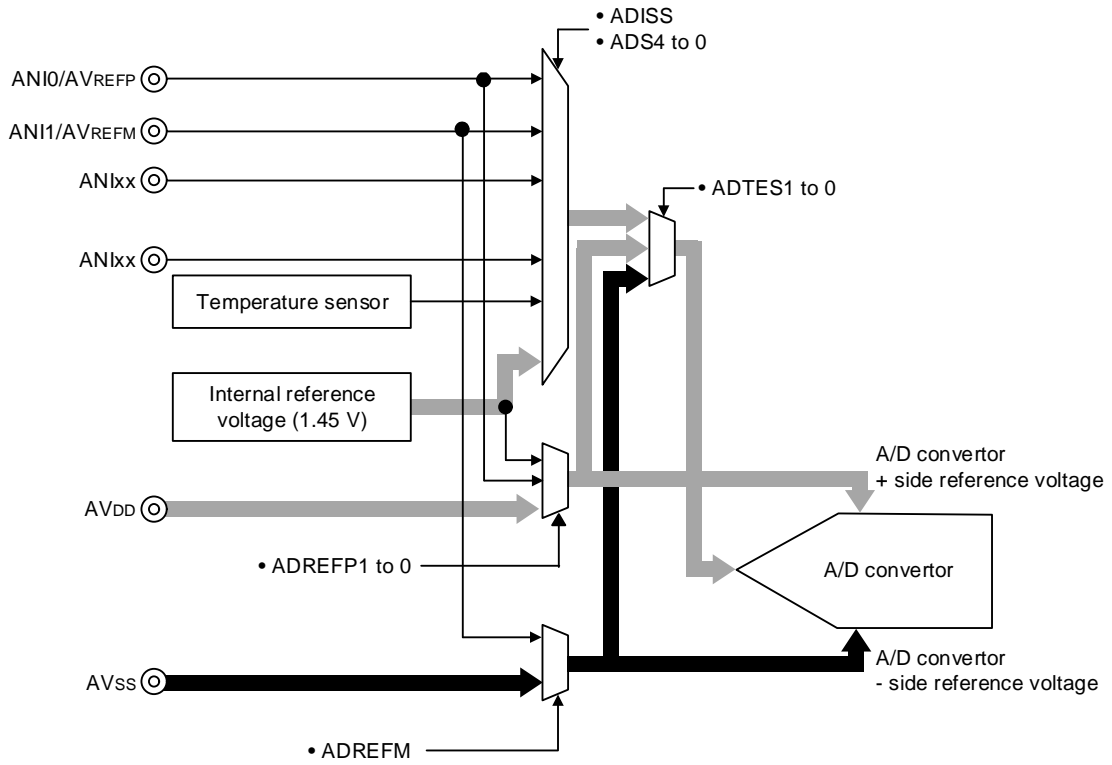 • ADISS
• ADS4 to 0
ANI0/AVREFP
ANI1/AVREFM
ANIxx
• ADTES1 to 0
ANIxx
Temperature sensor
Internal reference
voltage (1.45 V)
A/D convertor
+ side reference voltage
AVDD
• ADREFP1 to 0
A/D convertor
A/D convertor
- side reference voltage
AVSS
• ADREFM